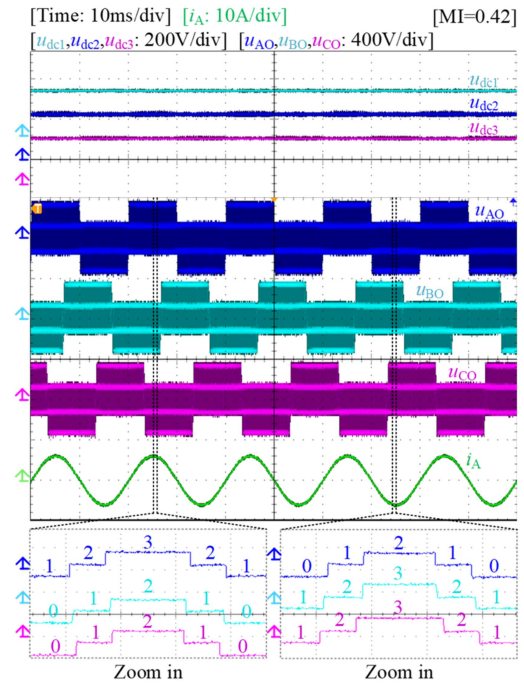 [Time: 10ms/div] [iA: 10A/div] [MI=0.42]
[udc1,udc2,udc3: 200V/div] [uAO,uBO,uCO: 400V/div]
udc1
udc2
udc3
uAO
uBO
uCO
iA
1 2 3 2 1
0 1 2 1 0
0 1 2 1 0
0 1 2 1 0
1 2 3 2 1
1 2 3 2 1
Zoom in Zoom in